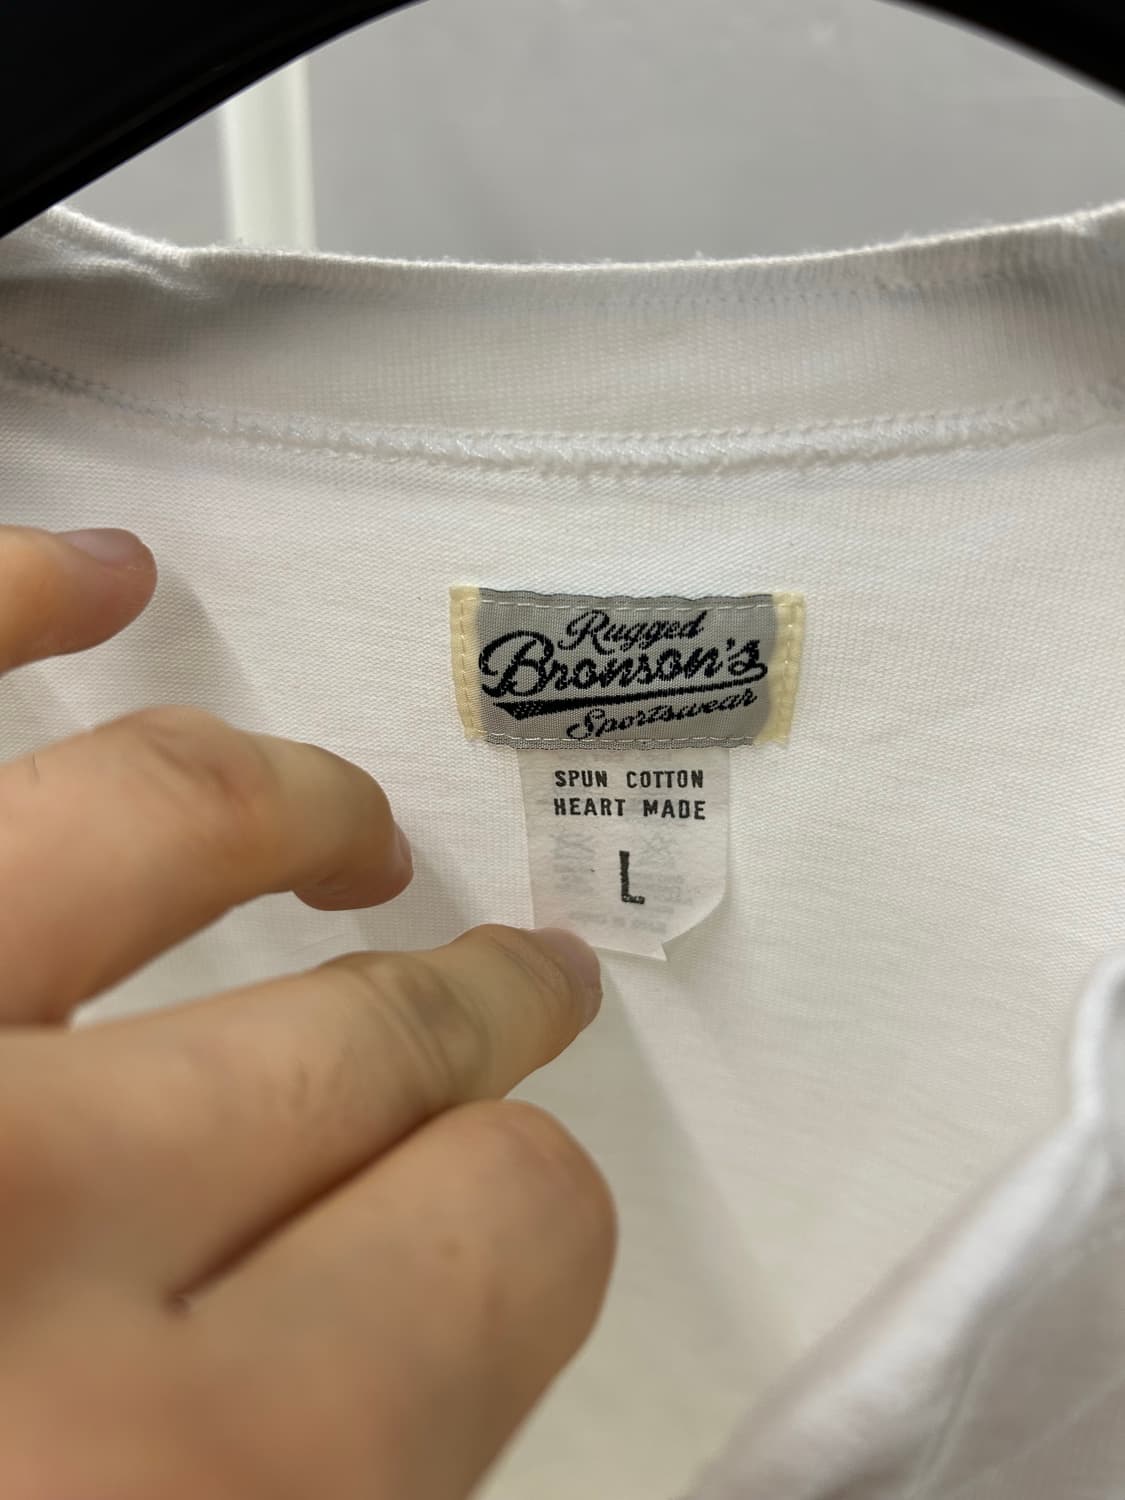 Rugged
Bronson's
Sportswear
SPUN COTTON
HEART MADE
L